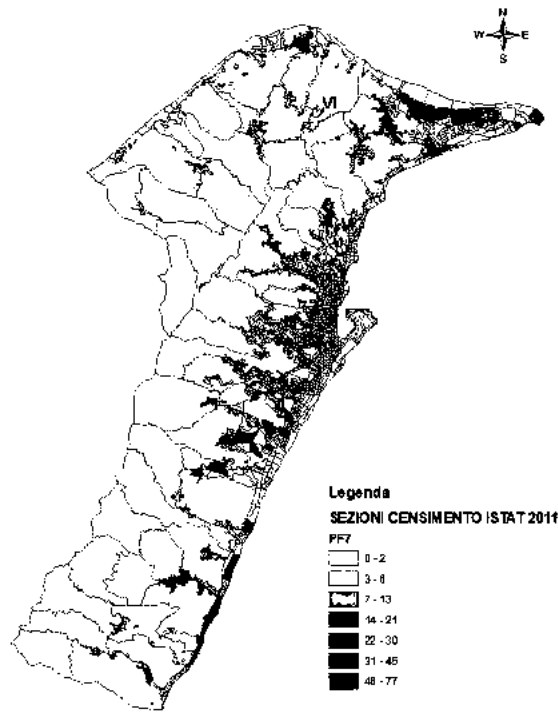 N
W E
S
VI
Legenda
SEZIONI CENSIMENTO ISTAT 2011
PF7
0 - 2
3 - 6
7 - 13
14 - 21
22 - 30
31 - 45
46 - 77